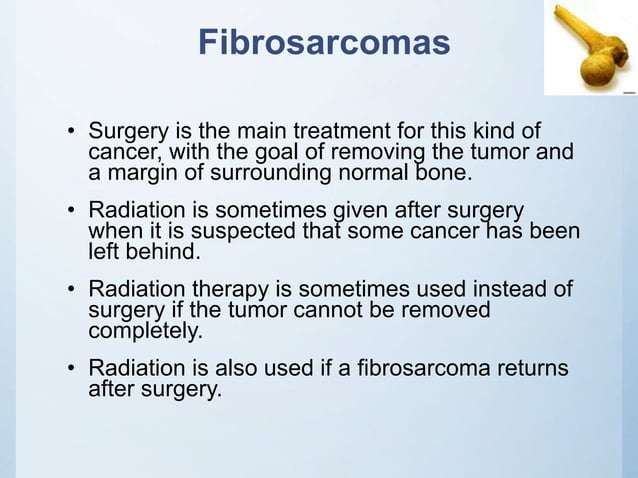 Fibrosarcomas
• Surgery is the main treatment for this kind of
cancer, with the goal of removing the tumor and
a margin of surrounding normal bone.
• Radiation is sometimes given after surgery
when it is suspected that some cancer has been
left behind.
• Radiation therapy is sometimes used instead of
surgery if the tumor cannot be removed
completely.
• Radiation is also used if a fibrosarcoma returns
after surgery.